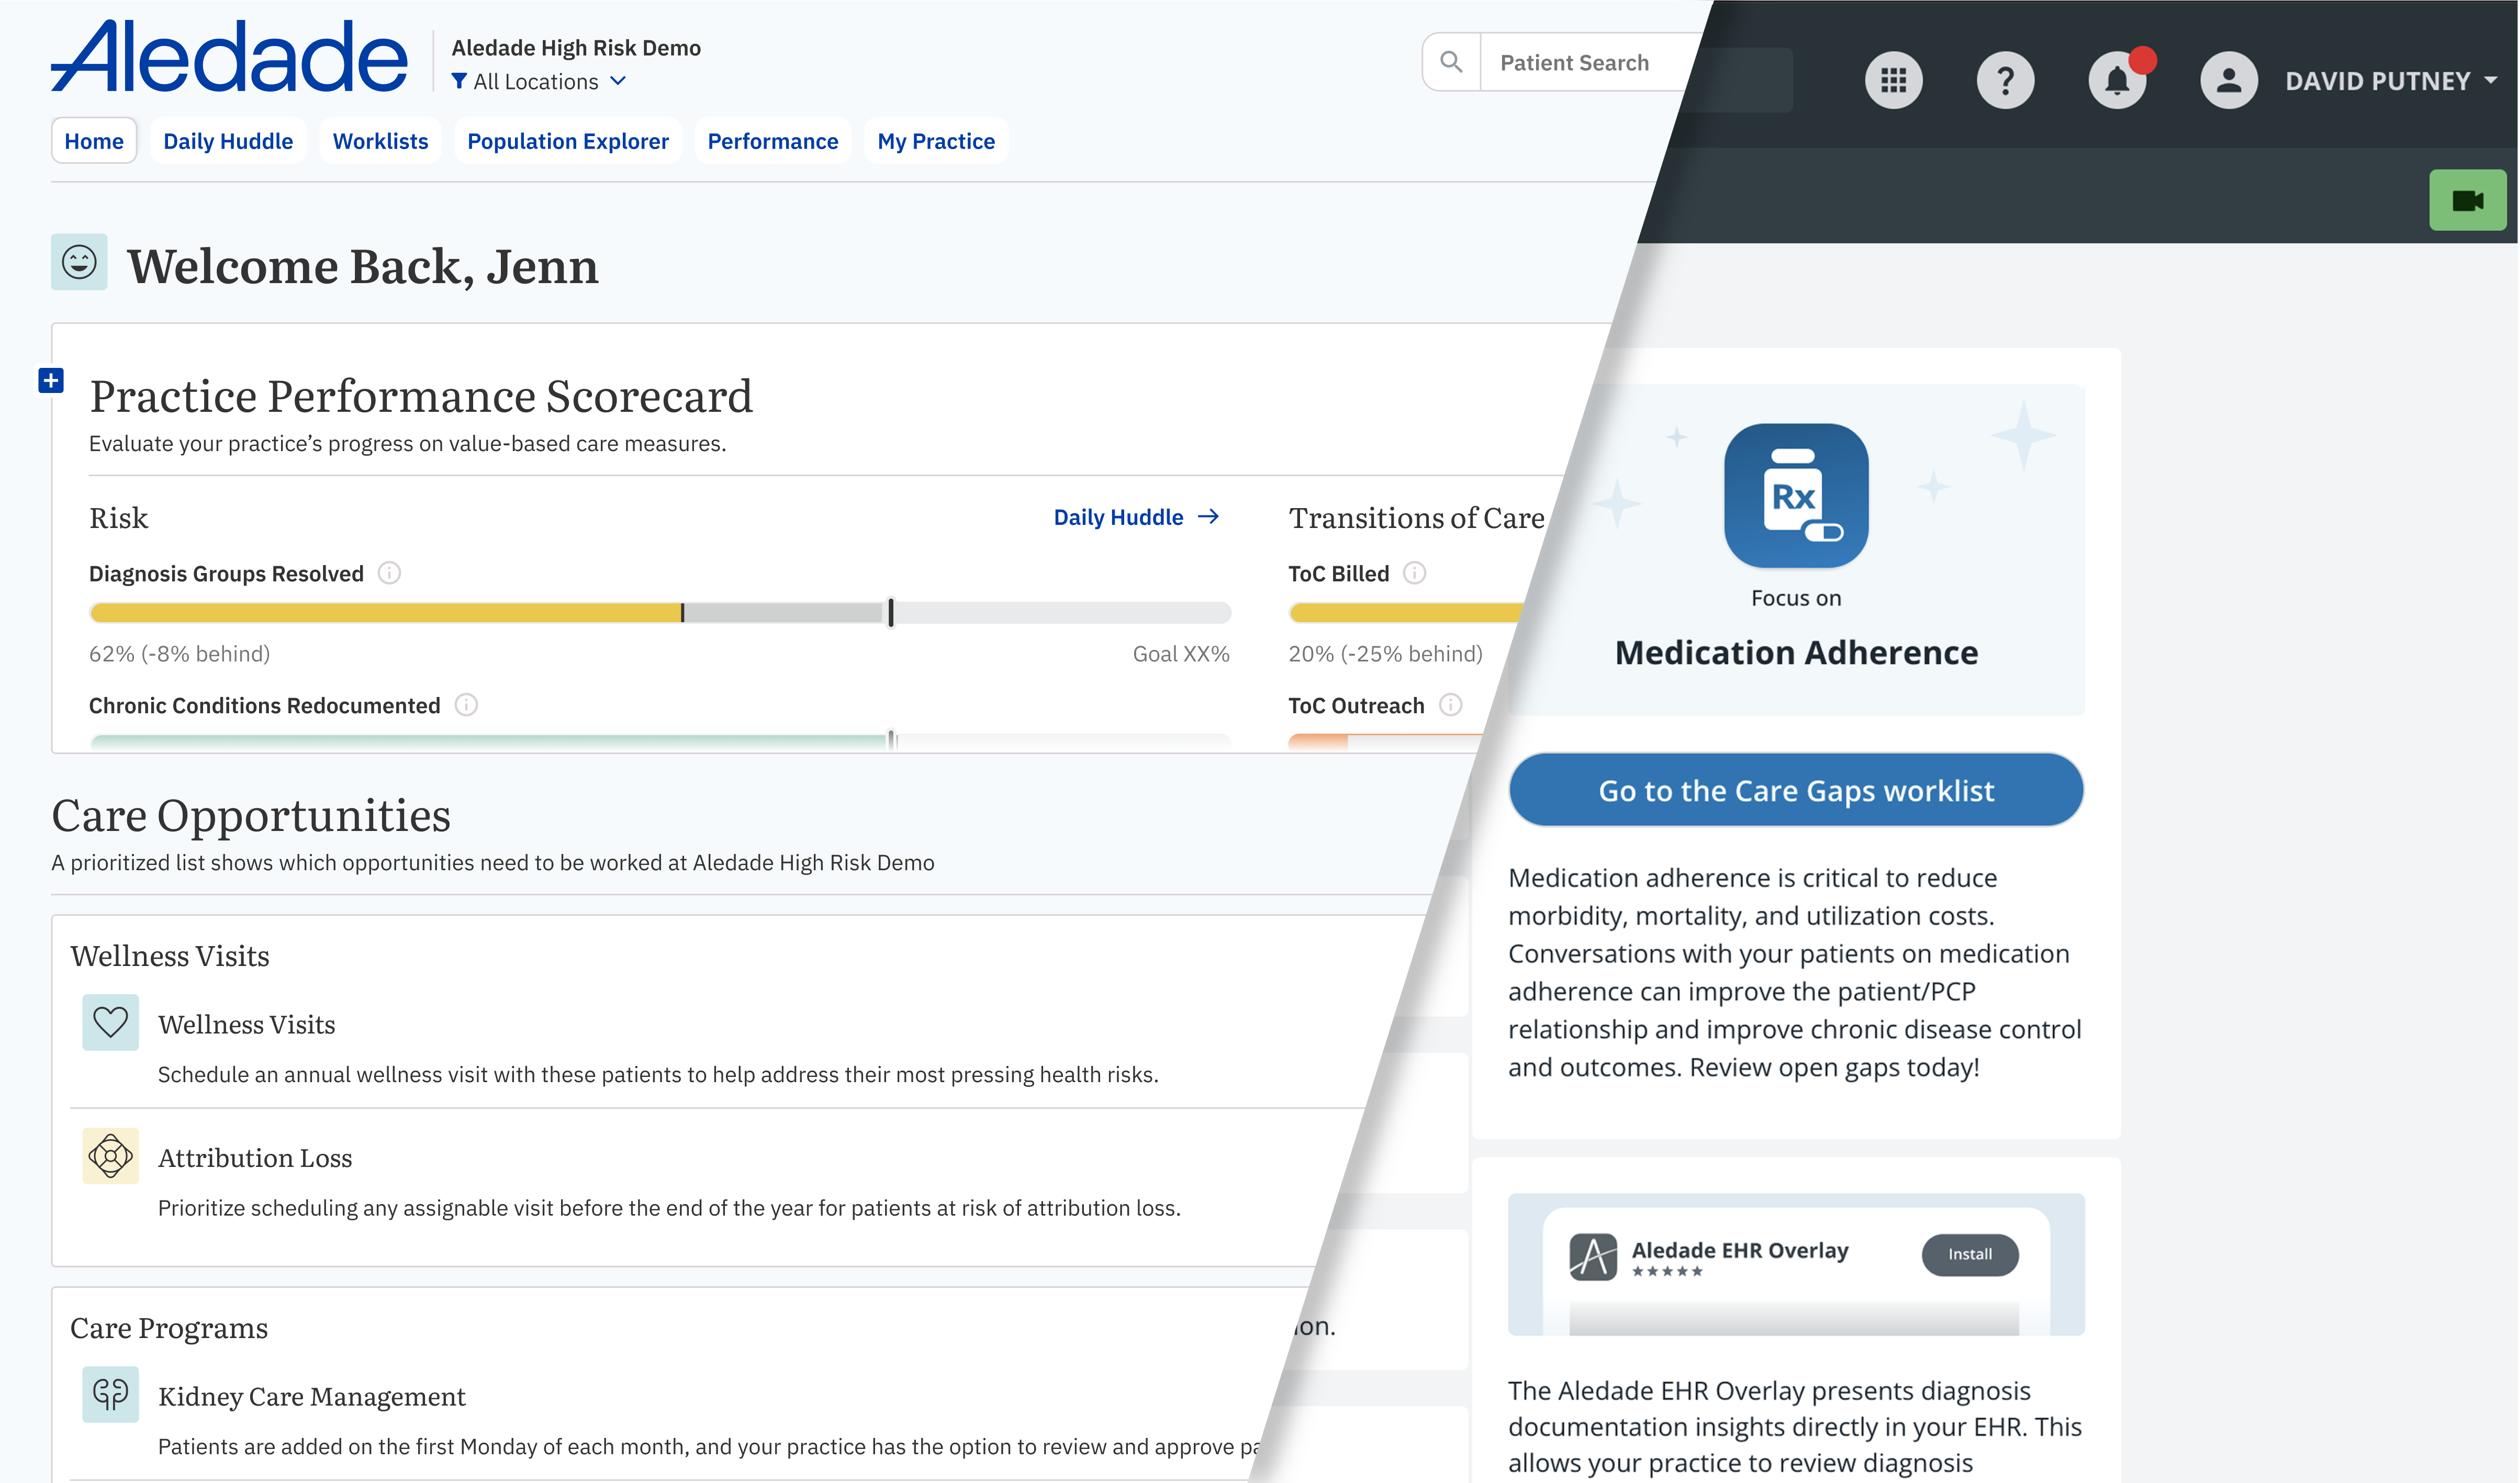 Aledade
Aledade High Risk Demo
All Locations
Patient Search
DAVID PUTNEY
Home
Daily Huddle
Worklists
Population Explorer
Performance
My Practice
Welcome Back, Jenn
Practice Performance Scorecard
Evaluate your practice’s progress on value-based care measures.
Risk
Daily Huddle
Diagnosis Groups Resolved
62% (-8% behind)
Goal XX%
Chronic Conditions Redocumented
Transitions of Care
ToC Billed
20% (-25% behind)
ToC Outreach
Care Opportunities
A prioritized list shows which opportunities need to be worked at Aledade High Risk Demo
Wellness Visits
Wellness Visits
Schedule an annual wellness visit with these patients to help address their most pressing health risks.
Attribution Loss
Prioritize scheduling any assignable visit before the end of the year for patients at risk of attribution loss.
Care Programs
Kidney Care Management
Patients are added on the first Monday of each month, and your practice has the option to review and approve
Rx
Focus on
Medication Adherence
Go to the Care Gaps worklist
Medication adherence is critical to reduce
morbidity, mortality, and utilization costs.
Conversations with your patients on medication
adherence can improve the patient/PCP
relationship and improve chronic disease control
and outcomes. Review open gaps today!
Aledade EHR Overlay
Install
The Aledade EHR Overlay presents diagnosis
documentation insights directly in your EHR. This
allows your practice to review diagnosis